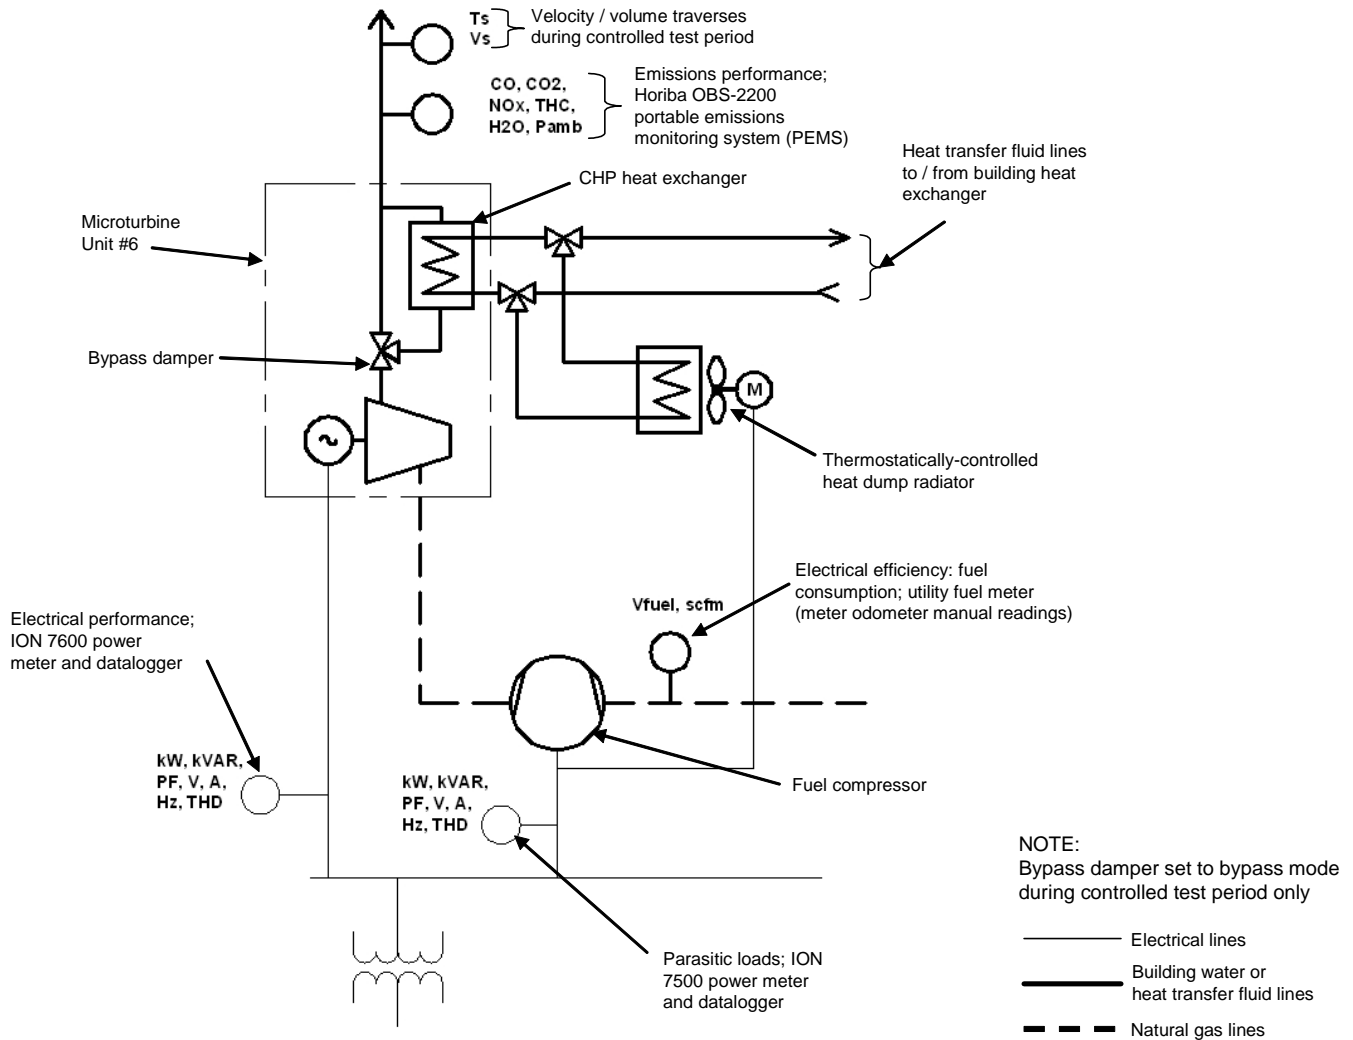 Ts
Vs
Velocity / volume traverses
during controlled test period
CO, CO2,
NOx, THC,
H2O, Pamb
Emissions performance;
Horiba OBS-2200
portable emissions
monitoring system (PEMS)
Heat transfer fluid lines
to / from building heat
exchanger
CHP heat exchanger
Microturbine
Unit #6
Bypass damper
M
~
Thermostatically-controlled
heat dump radiator
Electrical efficiency: fuel
consumption; utility fuel meter
(meter odometer manual readings)
Vfuel, scfm
Electrical performance;
ION 7600 power
meter and datalogger
kW, kVAR,
PF, V, A,
Hz, THD
kW, kVAR,
PF, V, A,
Hz, THD
Fuel compressor
Parasitic loads; ION
7500 power meter
and datalogger
NOTE:
Bypass damper set to bypass mode
during controlled test period only
Electrical lines
Building water or
heat transfer fluid lines
Natural gas lines